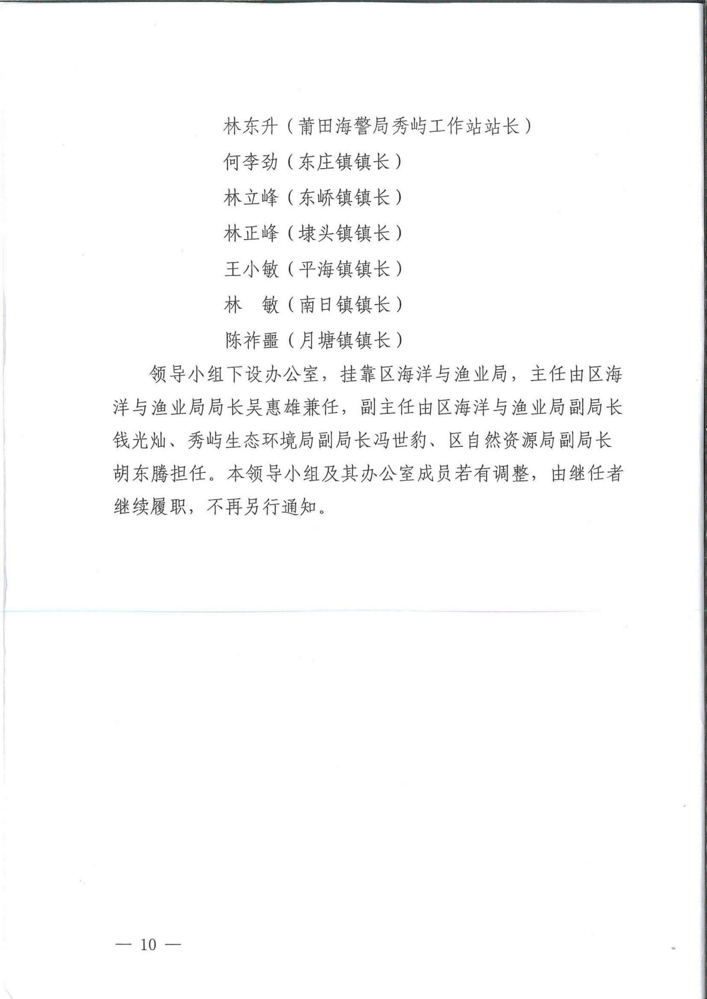 林东升（莆田海警局秀屿工作站站长）
何李劲（东庄镇镇长）
林立峰（东峤镇镇长）
林正峰（埭头镇镇长）
王小敏（平海镇镇长）
林　敏（南日镇镇长）
陈祚噩（月塘镇镇长）
领导小组下设办公室，挂靠区海洋与渔业局，主任由区海
洋与渔业局局长吴惠雄兼任，副主任由区海洋与渔业局副局长
钱光灿、秀屿生态环境局副局长冯世豹、区自然资源局副局长
胡东腾担任。本领导小组及其办公室成员若有调整，由继任者
继续履职，不再另行通知。
— 10 —